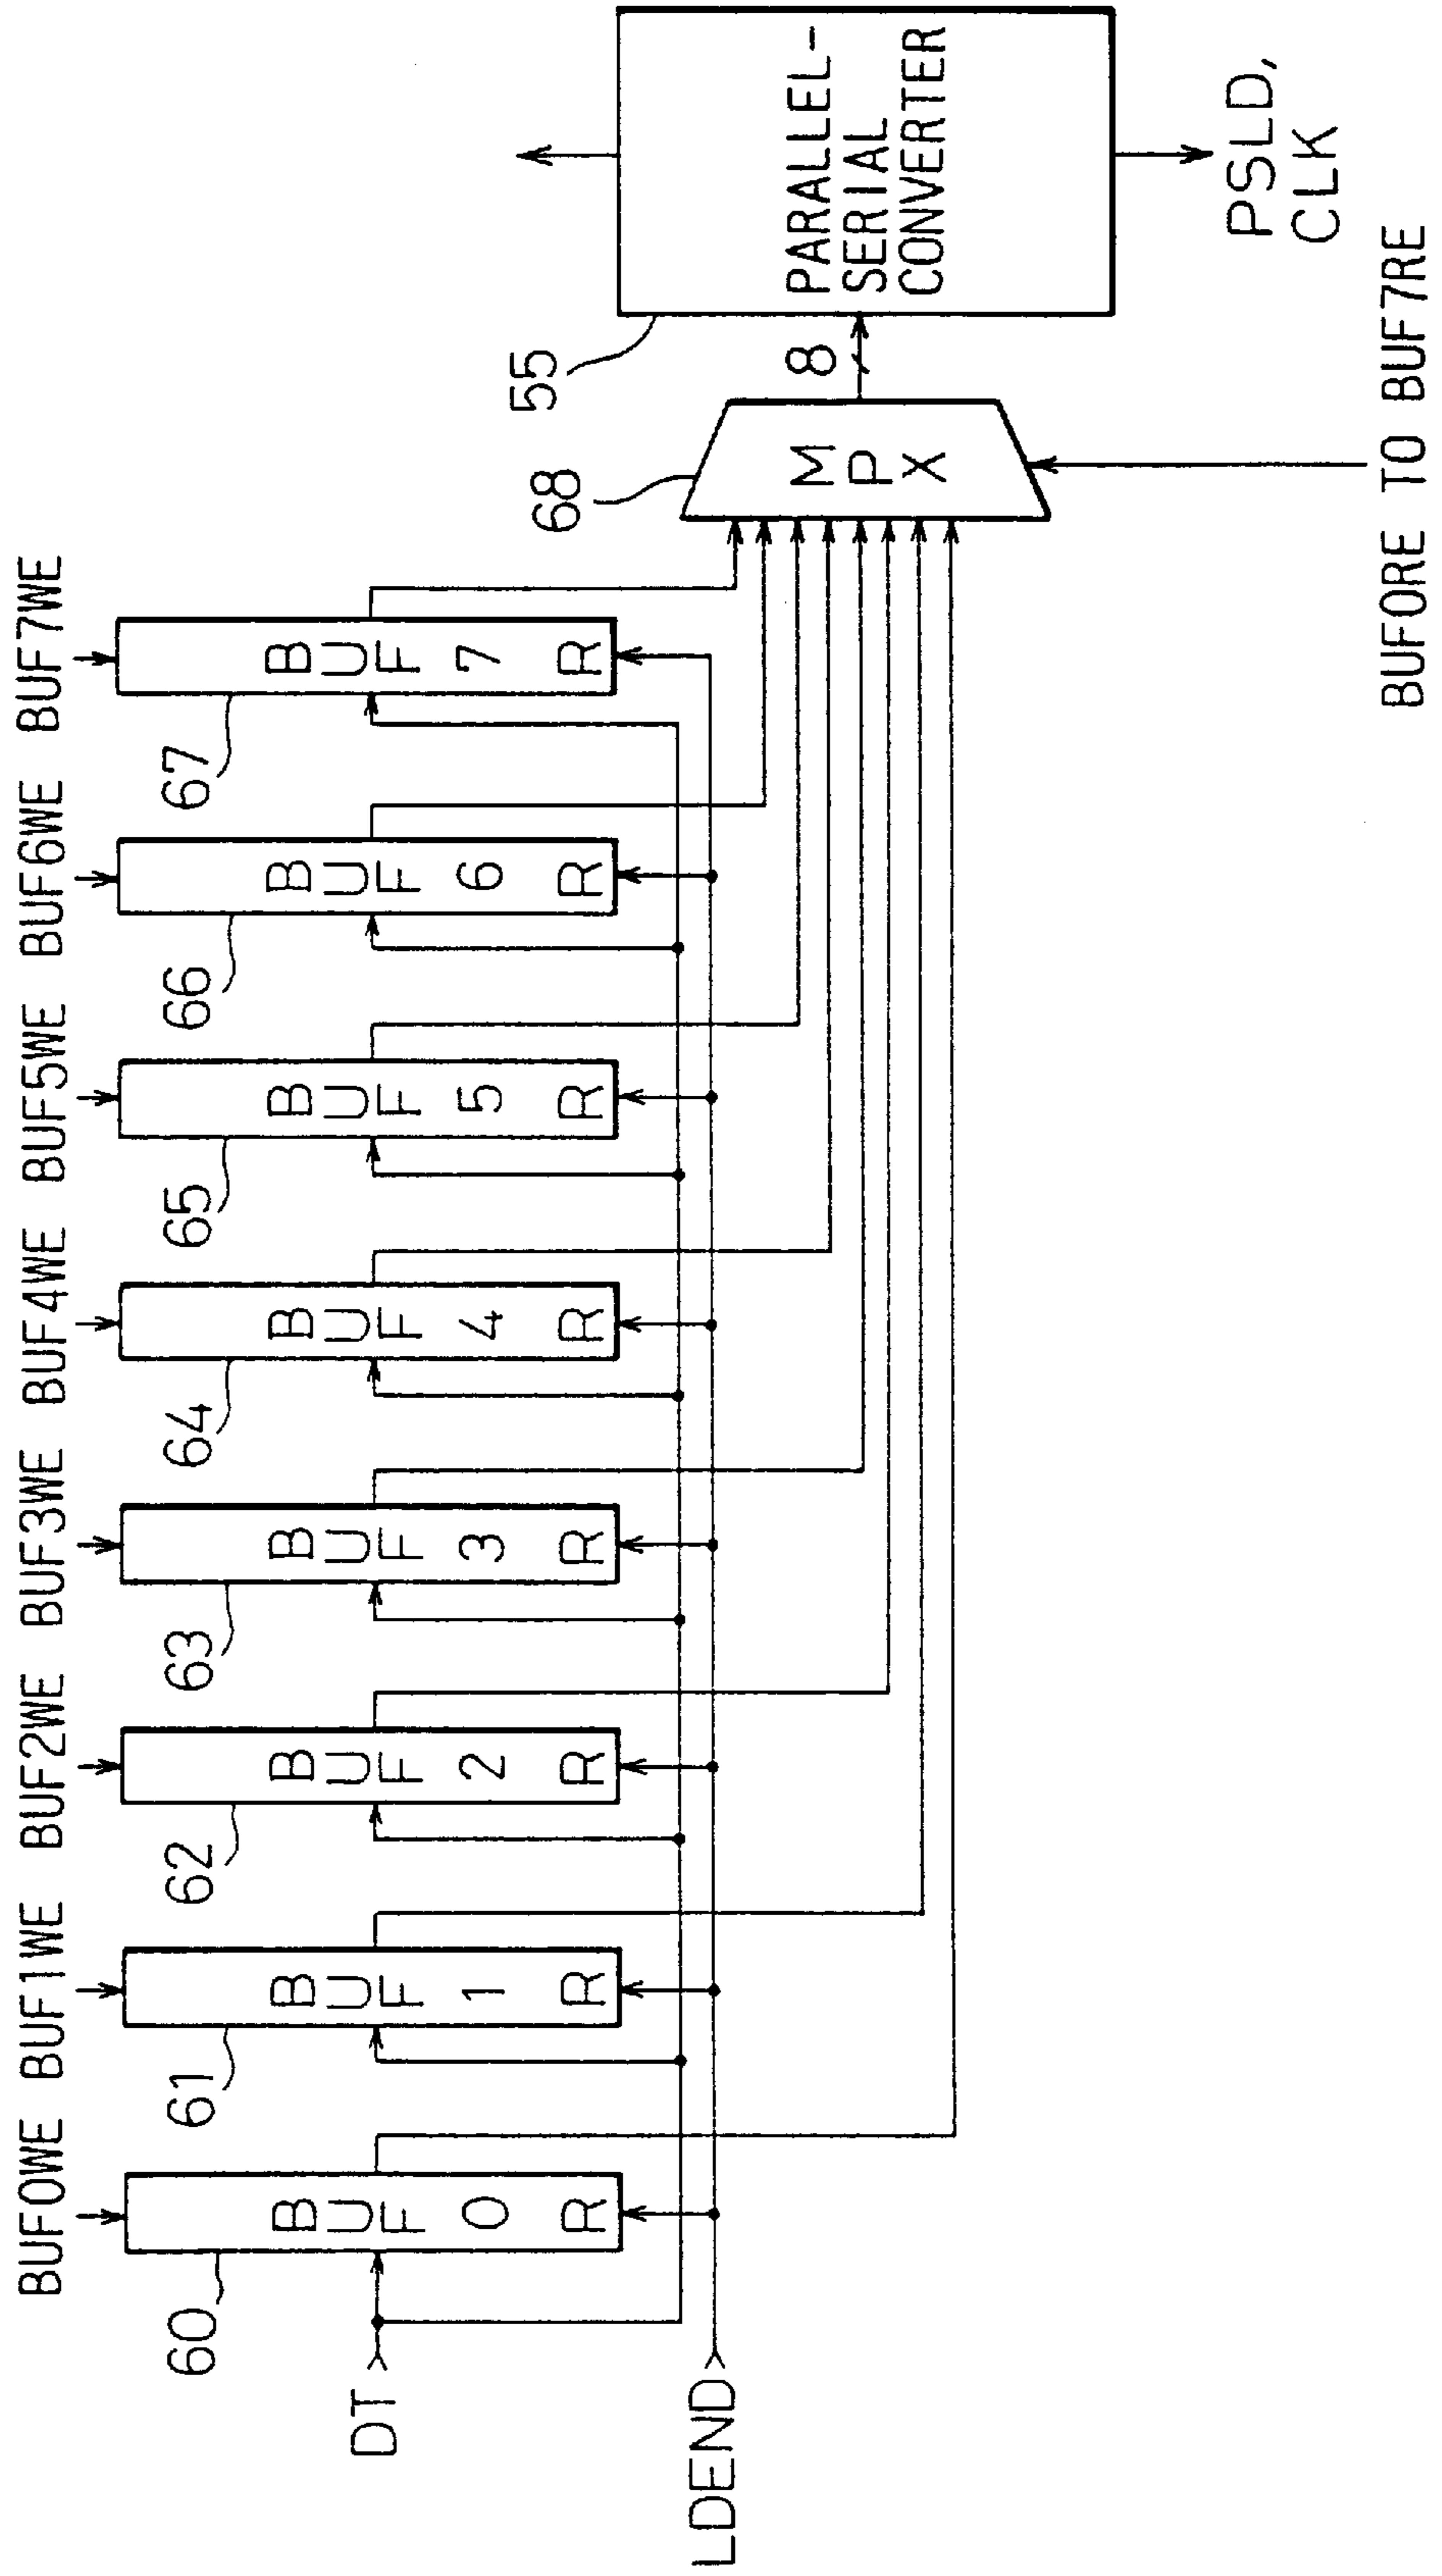 BUF0WE BUF1WE BUF2WE BUF3WE BUF4WE BUF5WE BUF6WE BUF7WE
60
61
62
63
64
65
66
67
BUF 0 R
BUF 1 R
BUF 2 R
BUF 3 R
BUF 4 R
BUF 5 R
BUF 6 R
BUF 7 R
DT
LDEND
68
MPX
8
55
PARALLEL-
SERIAL
CONVERTER
PSLD,
CLK
BUF0RE TO BUF7RE